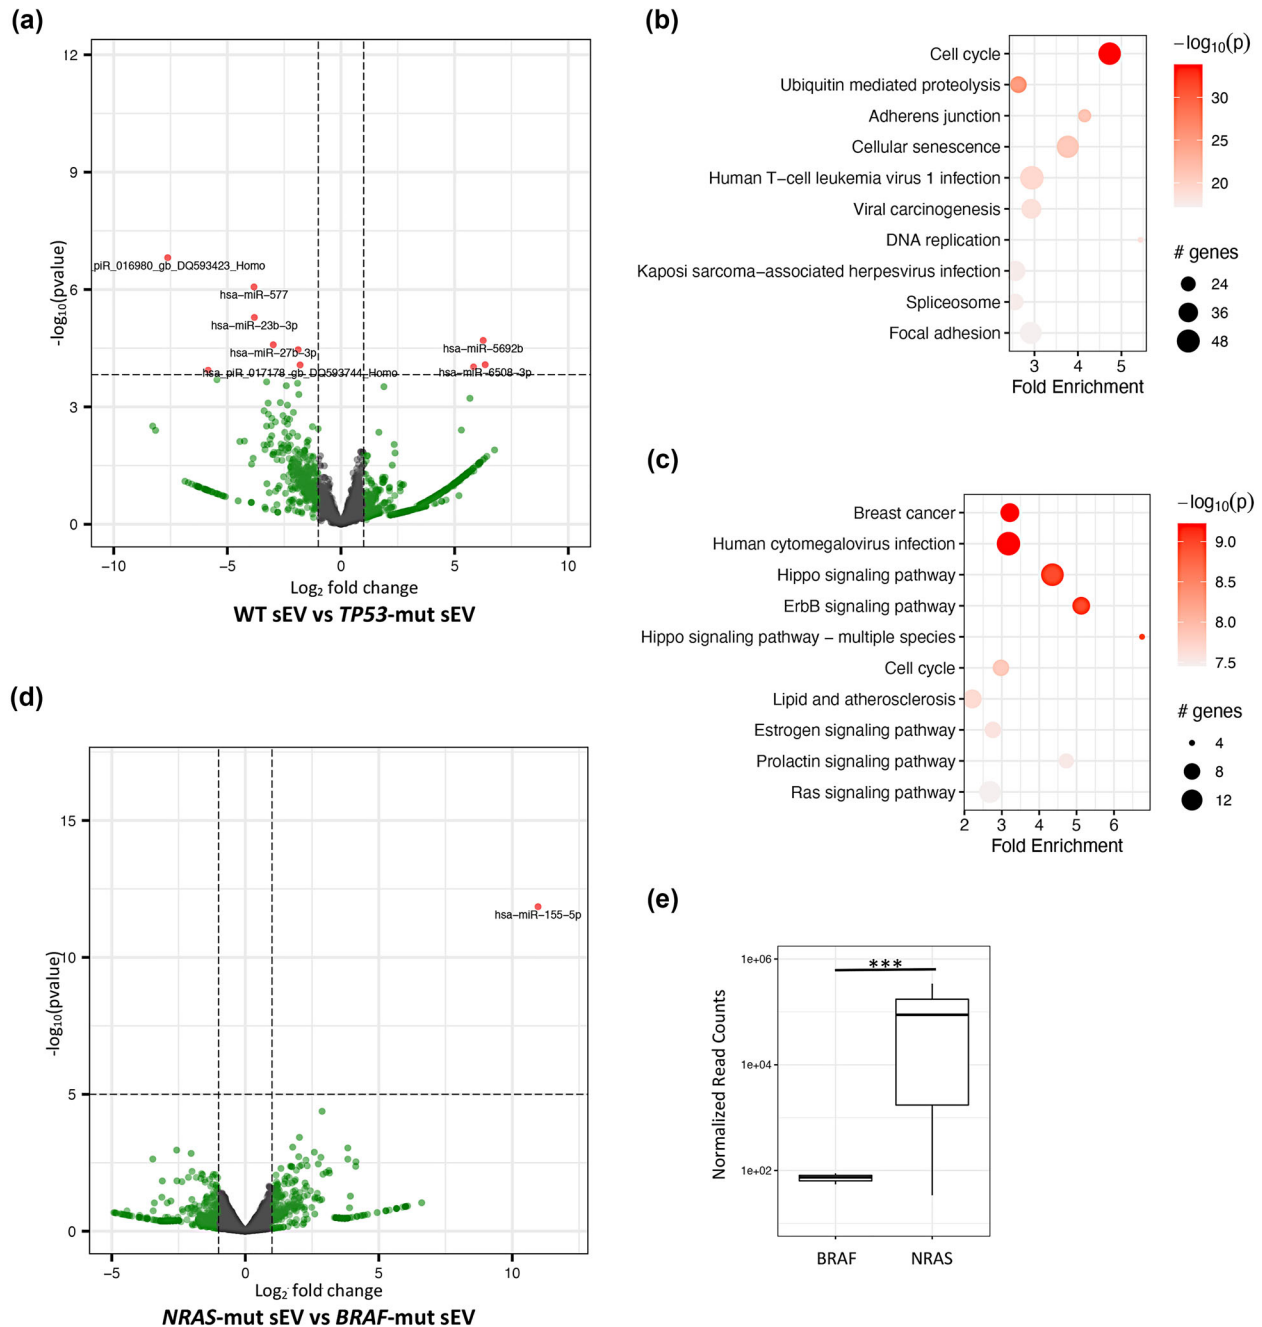 (a)
12
9
6
3
0
-log10(pvalue)
_piR_016980_gb_DQ593423_Homo
hsa−miR−577
hsa−miR−23b−3p
hsa−miR−27b−3p
hsa_piR_017178_gb_DQ593744_Homo
hsa−miR−5692b
hsa−miR−6508−3p
−10
−5
0
5
10
Log2 fold change
WT sEV vs TP53-mut sEV
(b)
Cell cycle
Ubiquitin mediated proteolysis
Adherens junction
Cellular senescence
Human T−cell leukemia virus 1 infection
Viral carcinogenesis
DNA replication
Kaposi sarcoma−associated herpesvirus infection
Spliceosome
Focal adhesion
3
4
5
Fold Enrichment
−log10(p)
30
25
20
# genes
24
36
48
(c)
Breast cancer
Human cytomegalovirus infection
Hippo signaling pathway
ErbB signaling pathway
Hippo signaling pathway − multiple species
Cell cycle
Lipid and atherosclerosis
Estrogen signaling pathway
Prolactin signaling pathway
Ras signaling pathway
2
3
4
5
6
Fold Enrichment
−log10(p)
9.0
8.5
8.0
7.5
# genes
4
8
12
(d)
15
10
5
0
-log10(pvalue)
hsa−miR−155−5p
−5
0
5
10
Log2 fold change
NRAS-mut sEV vs BRAF-mut sEV
(e)
Normalized Read Counts
1e+06
1e+04
1e+02
***
BRAF
NRAS